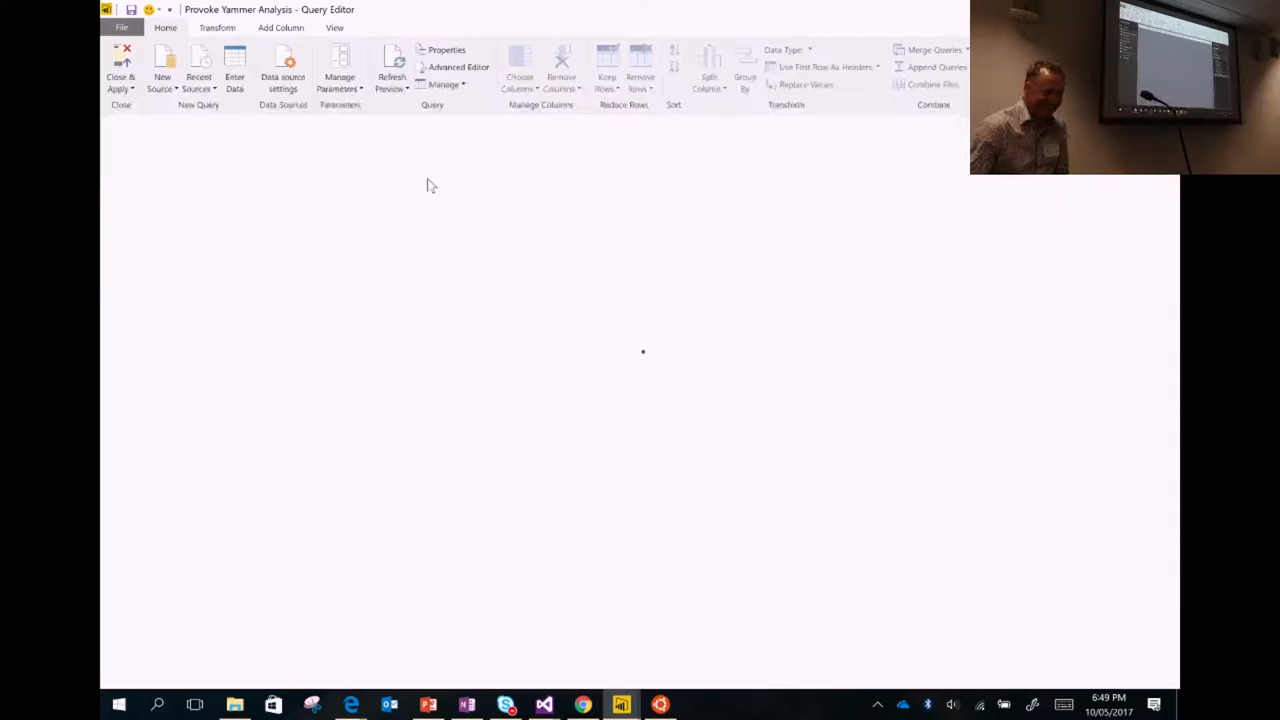 Provoke Yammer Analysis - Query Editor
File Home Transform Add Column View
Close & Apply
New Source
Recent Sources
Enter Data
Data source settings
Manage Parameters
Refresh Preview
Properties
Advanced Editor
Manage
Choose Columns
Remove Columns
Keep Rows
Remove Rows
Split Column
Group By
Data Type:
Use First Row As Headers
Replace Values
Merge Queries
Append Queries
Combine Files
Close New Query Data Sources Parameters Query Manage Columns Reduce Rows Sort Transform Combine
6:49 PM
10/05/2017